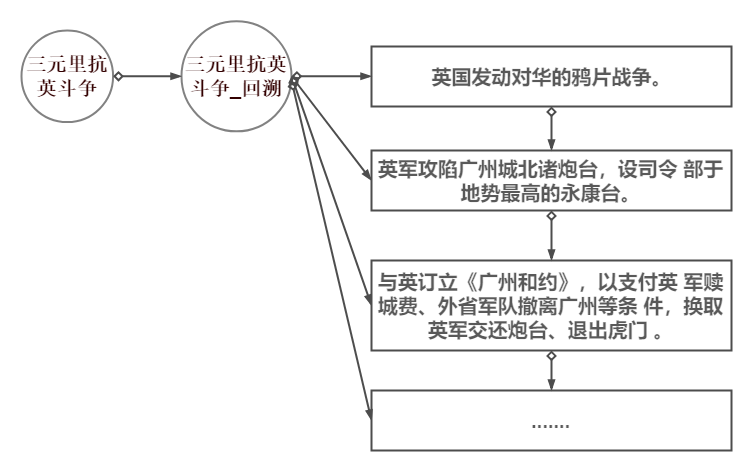 三元里抗
英斗争
三元里抗英
斗争_回溯
英国发动对华的鸦片战争。
英军攻陷广州城北诸炮台，设司令 部于
地势最高的永康台。
与英订立《广州和约》，以支付英 军赎
城费、外省军队撤离广州等条 件，换取
英军交还炮台、退出虎门 。
.......